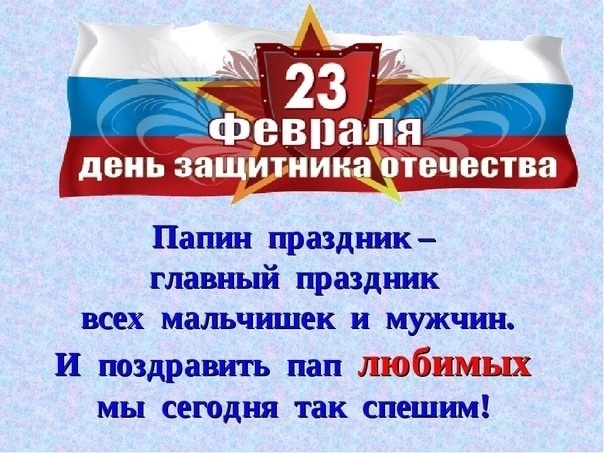 23
Февраля
день защитника отечества
Папин праздник –
главный праздник
всех мальчишек и мужчин.
И поздравить пап любимых
мы сегодня так спешим!